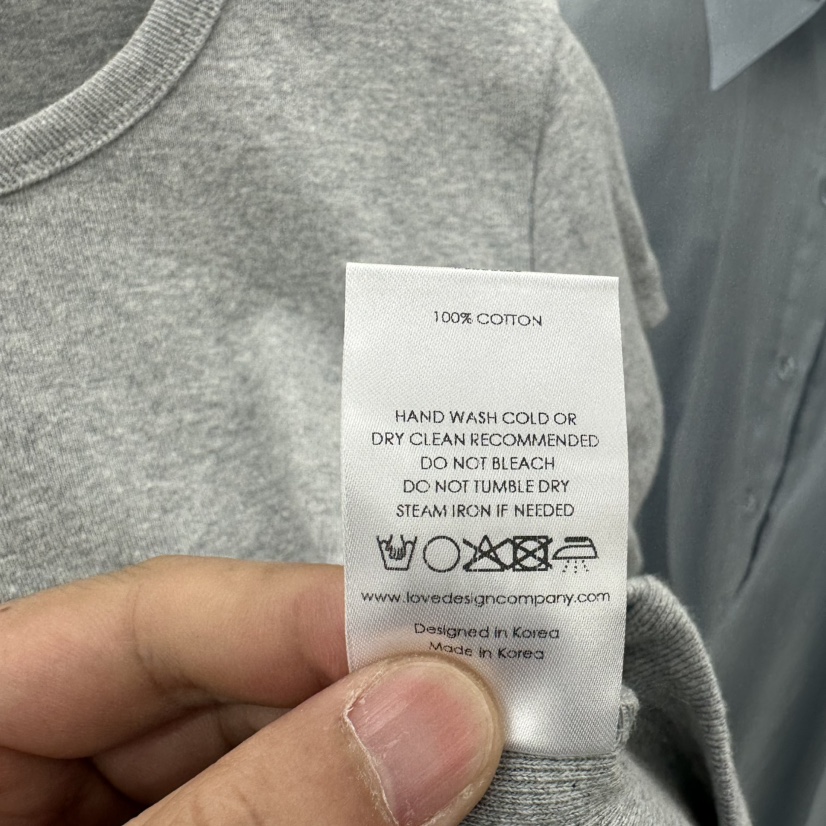 100% COTTON
HAND WASH COLD OR
DRY CLEAN RECOMMENDED
DO NOT BLEACH
DO NOT TUMBLE DRY
STEAM IRON IF NEEDED
www.lovedesigncompany.com
Designed in Korea
Made in Korea